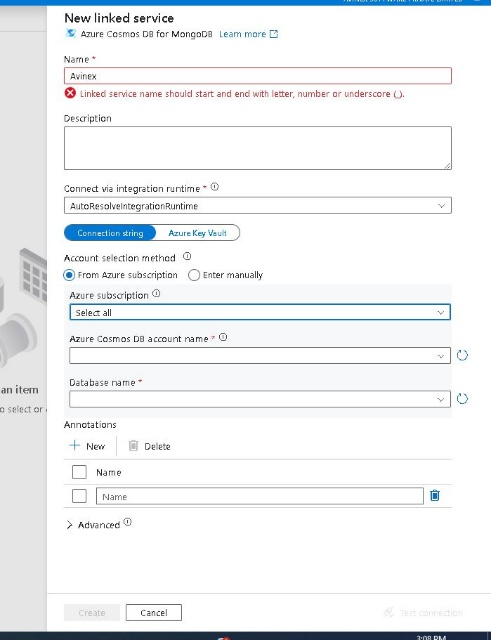 New linked service
Azure Cosmos DB for MongoDB Learn more
Name *
Avinex
Linked service name should start and end with letter, number or underscore (_).
Description
Connect via integration runtime *
AutoResolveIntegrationRuntime
Connection string Azure Key Vault
Account selection method
From Azure subscription Enter manually
Azure subscription
Select all
Azure Cosmos DB account name *
Database name *
an item
o select or
Annotations
New Delete
Name
Name
Advanced
Create Cancel Test connection
3:08 PM